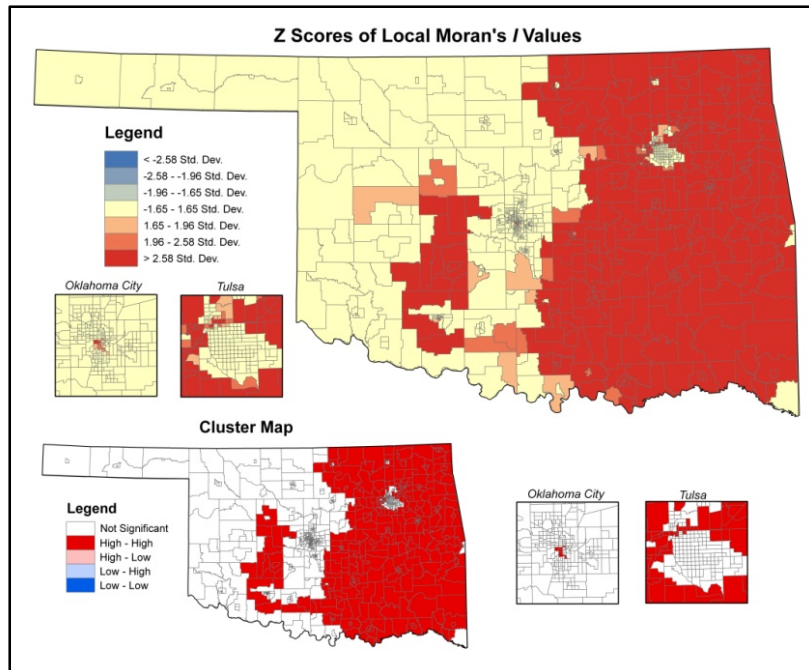 Z Scores of Local Moran's I Values
Legend
< -2.58 Std. Dev.
-2.58 - -1.96 Std. Dev.
-1.96 - -1.65 Std. Dev.
-1.65 - 1.65 Std. Dev.
1.65 - 1.96 Std. Dev.
1.96 - 2.58 Std. Dev.
> 2.58 Std. Dev.
Oklahoma City
Tulsa
Cluster Map
Legend
Not Significant
High - High
High - Low
Low - High
Low - Low
Oklahoma City
Tulsa